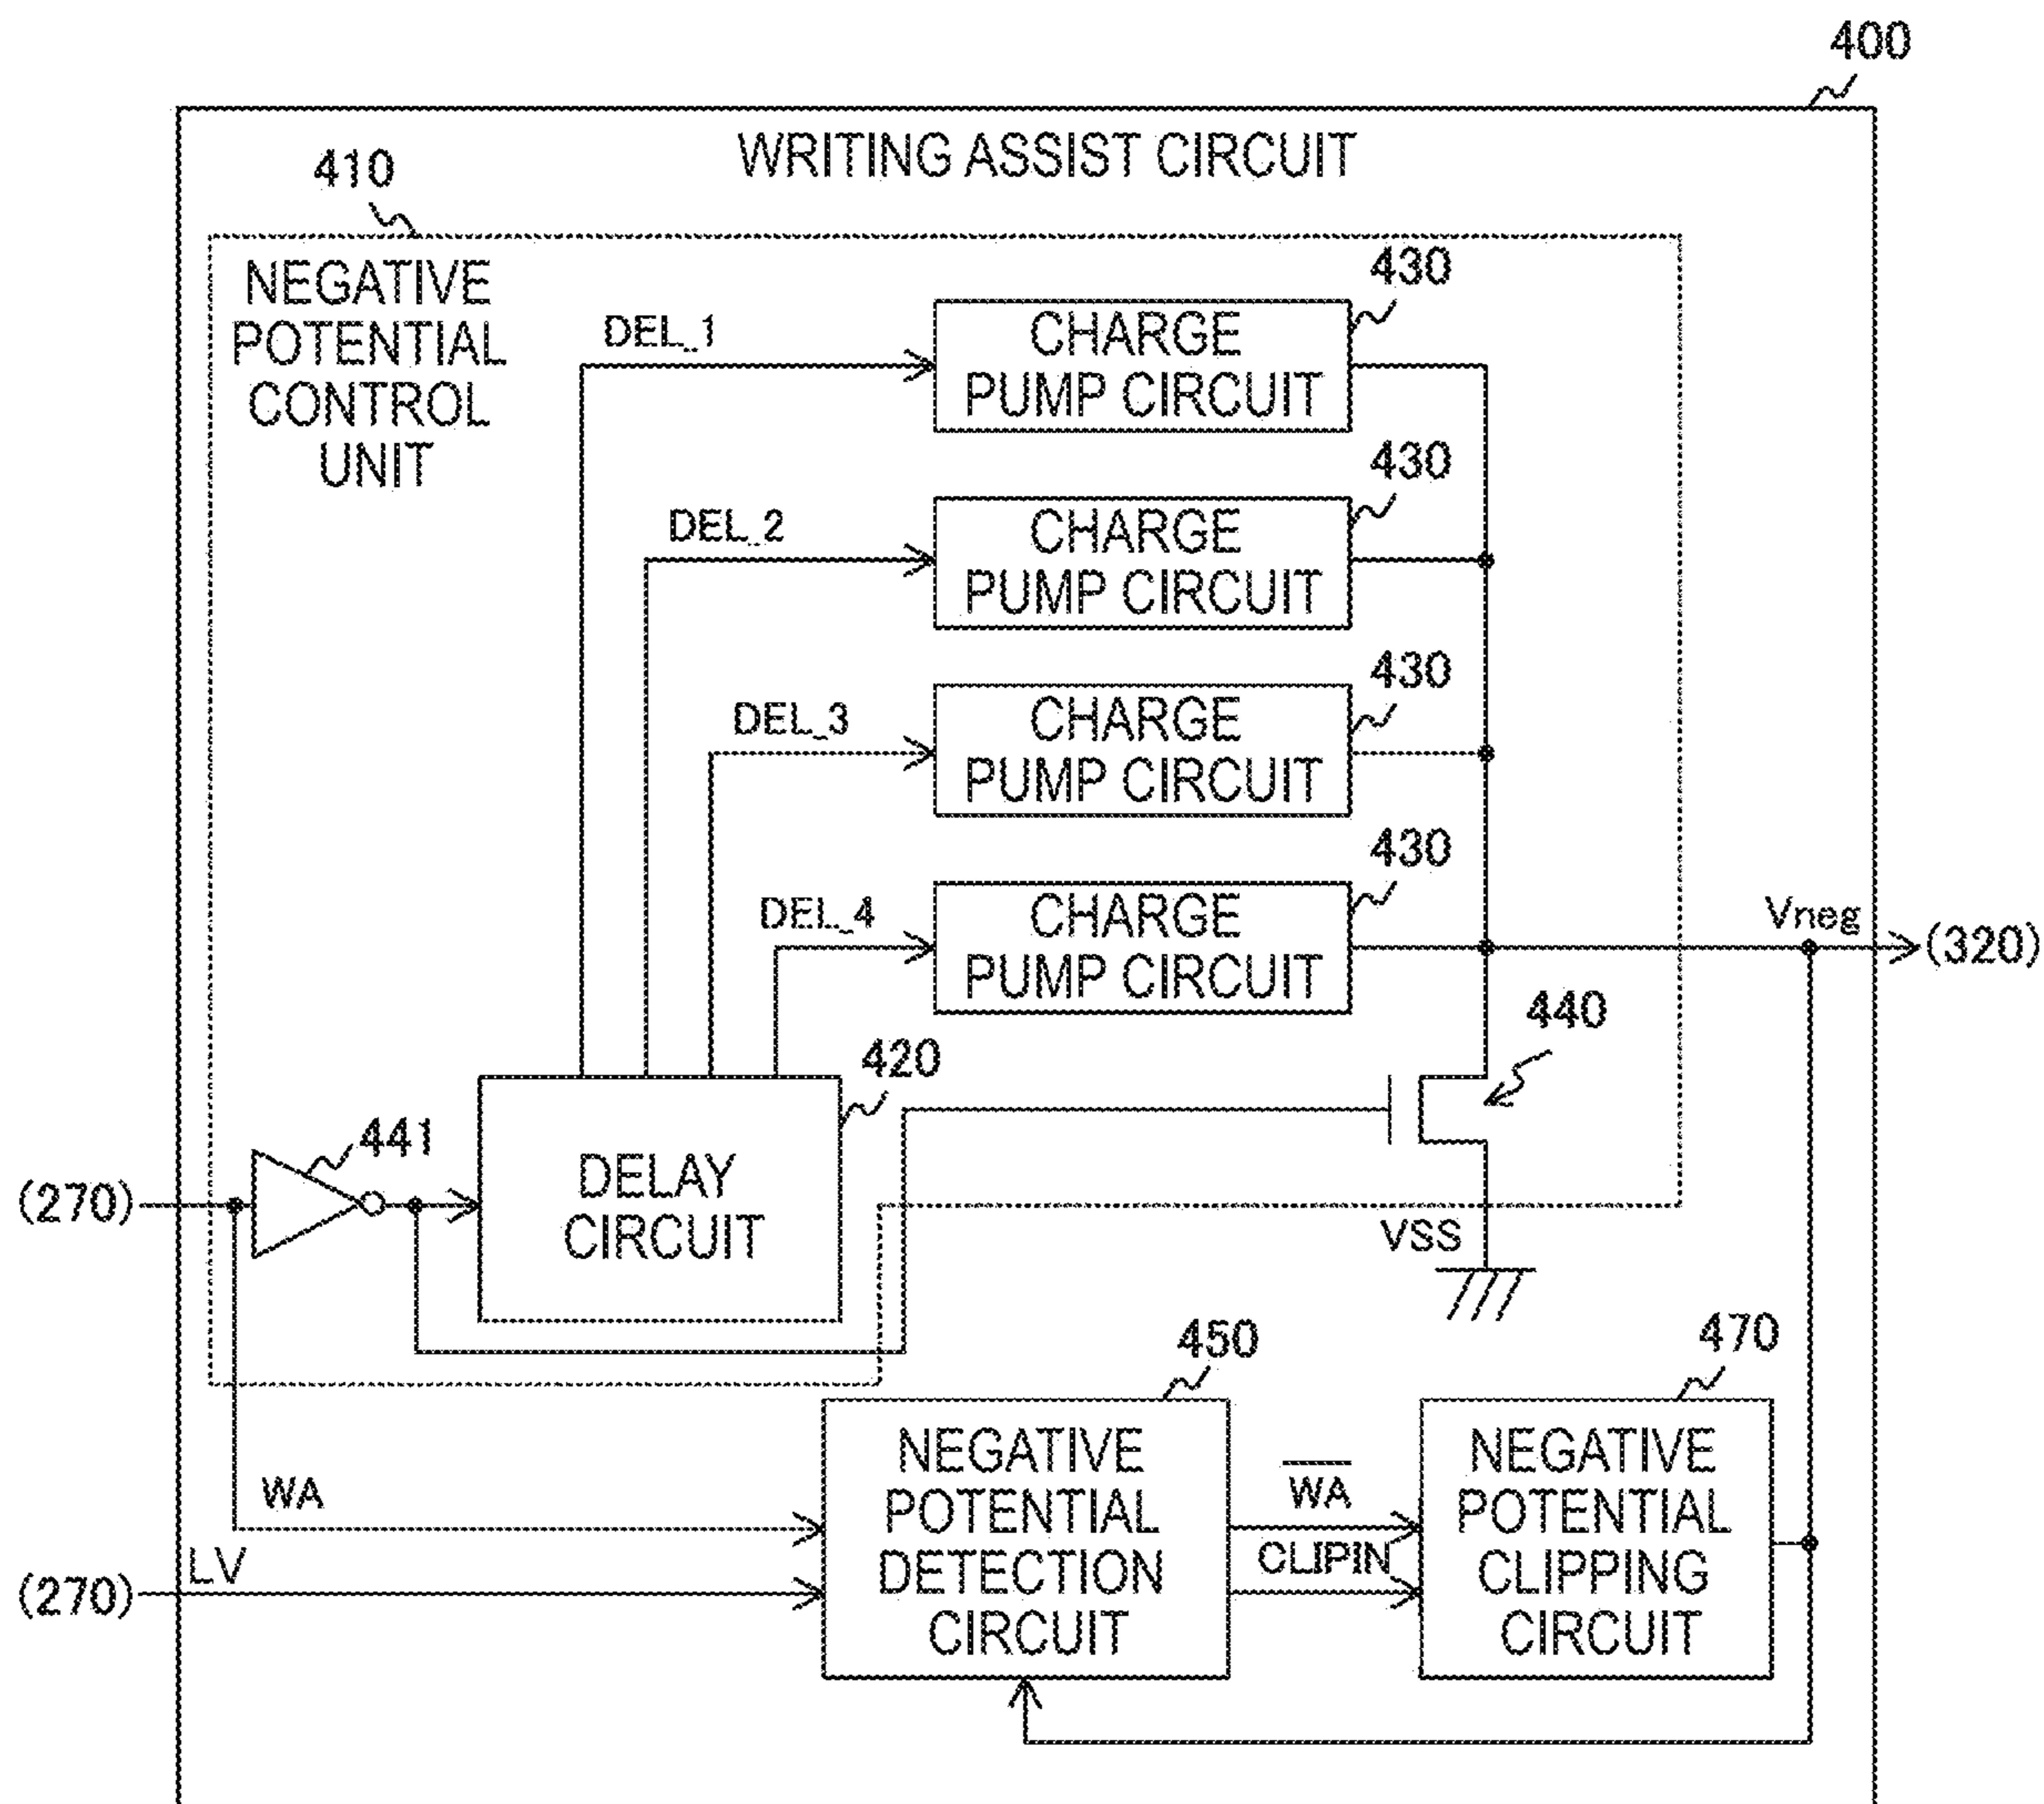 400
WRITING ASSIST CIRCUIT
410
NEGATIVE
POTENTIAL
CONTROL
UNIT
DEL_1
430
CHARGE
PUMP CIRCUIT
DEL_2
430
CHARGE
PUMP CIRCUIT
DEL_3
430
CHARGE
PUMP CIRCUIT
DEL_4
430
CHARGE
PUMP CIRCUIT
Vneg
(320)
440
420
441
(270)
DELAY
CIRCUIT
VSS
450
470
WA
LV
(270)
NEGATIVE
POTENTIAL
DETECTION
CIRCUIT
W̅A̅
CLIPIN
NEGATIVE
POTENTIAL
CLIPPING
CIRCUIT